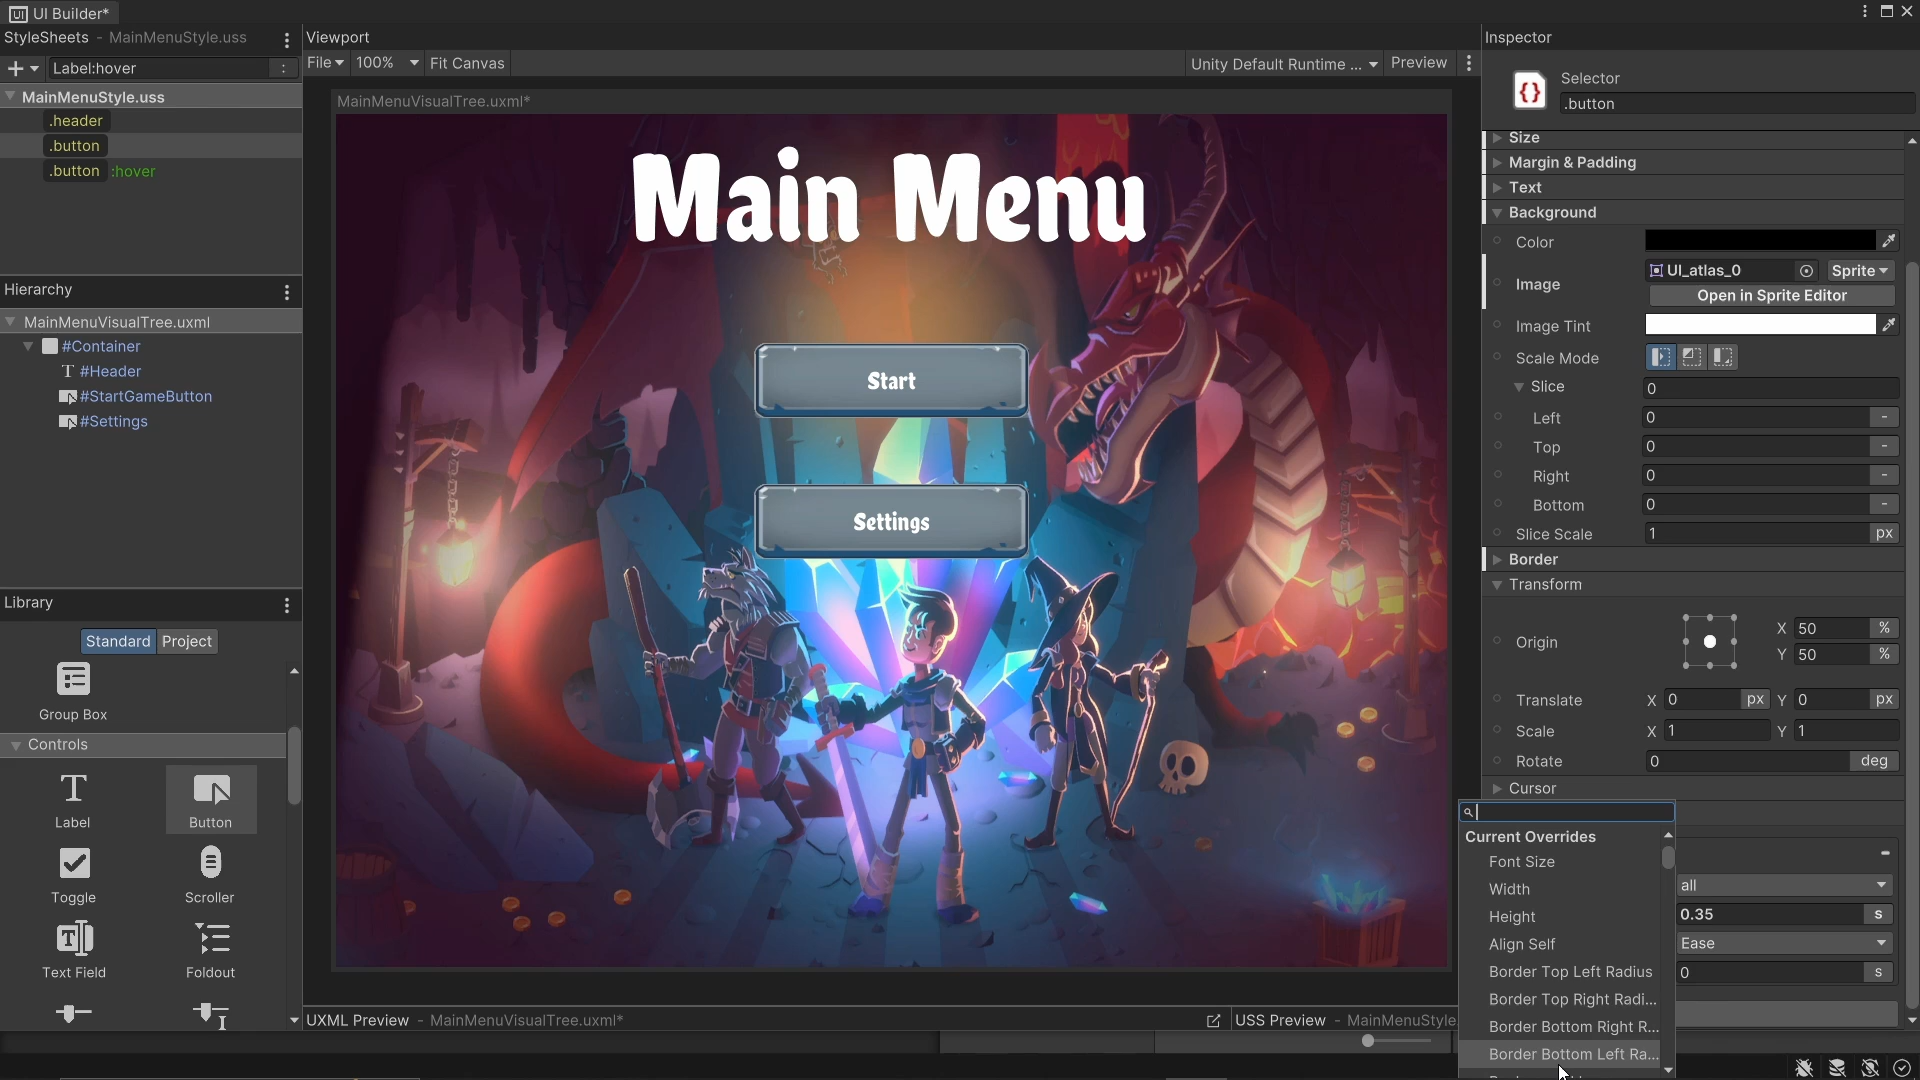 UI Builder*
StyleSheets - MainMenuStyle.uss
Label:hover
MainMenuStyle.uss
.header
.button
.button :hover
Hierarchy
MainMenuVisualTree.uxml
#Container
#Header
#StartGameButton
#Settings
Library
Standard Project
Group Box
Controls
Label Button
Toggle Scroller
Text Field Foldout
Viewport
File 100% Fit Canvas
Unity Default Runtime ... Preview
MainMenuVisualTree.uxml*
Main Menu
Start
Settings
UXML Preview - MainMenuVisualTree.uxml*
USS Preview - MainMenuStyle
Inspector
Selector
.button
Size
Margin & Padding
Text
Background
Color
Image UI_atlas_0 Sprite
Open in Sprite Editor
Image Tint
Scale Mode
Slice 0
Left 0 -
Top 0 -
Right 0 -
Bottom 0 -
Slice Scale 1 px
Border
Transform
Origin X 50 %
Y 50 %
Translate X 0 px Y 0 px
Scale X 1 Y 1
Rotate 0 deg
Cursor
Current Overrides
Font Size
Width
Height
Align Self
Border Top Left Radius
Border Top Right Radi...
Border Bottom Right R...
Border Bottom Left Ra...
all
0.35 s
Ease
0 s